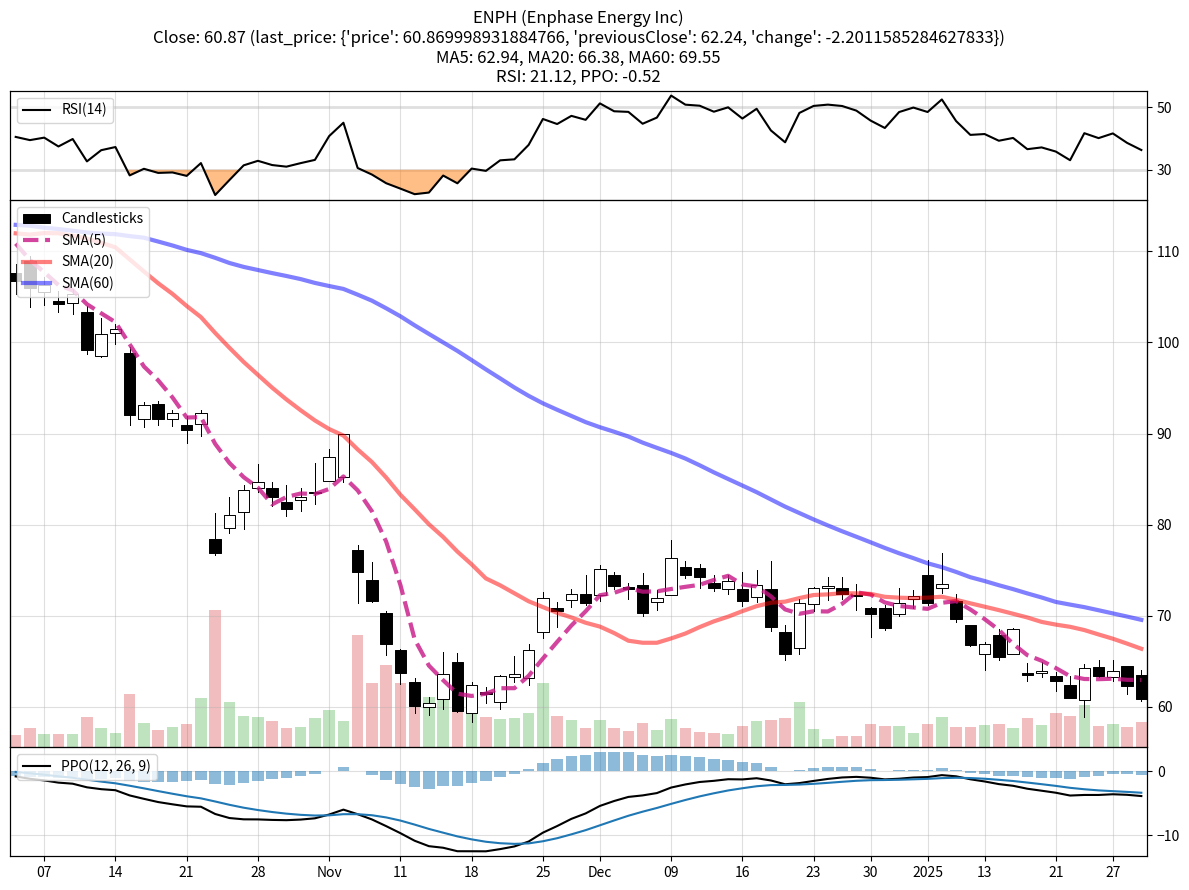 ENPH (Enphase Energy Inc)
Close: 60.87 (last_price: {'price': 60.869998931884766, 'previousClose': 62.24, 'change': -2.2011585284627833})
MA5: 62.94, MA20: 66.38, MA60: 69.55
RSI: 21.12, PPO: -0.52
RSI(14)
50
30
Candlesticks
SMA(5)
SMA(20)
SMA(60)
110
100
90
80
70
60
PPO(12, 26, 9)
0
−10
07 14 21 28 Nov 11 18 25 Dec 09 16 23 30 2025 13 21 27